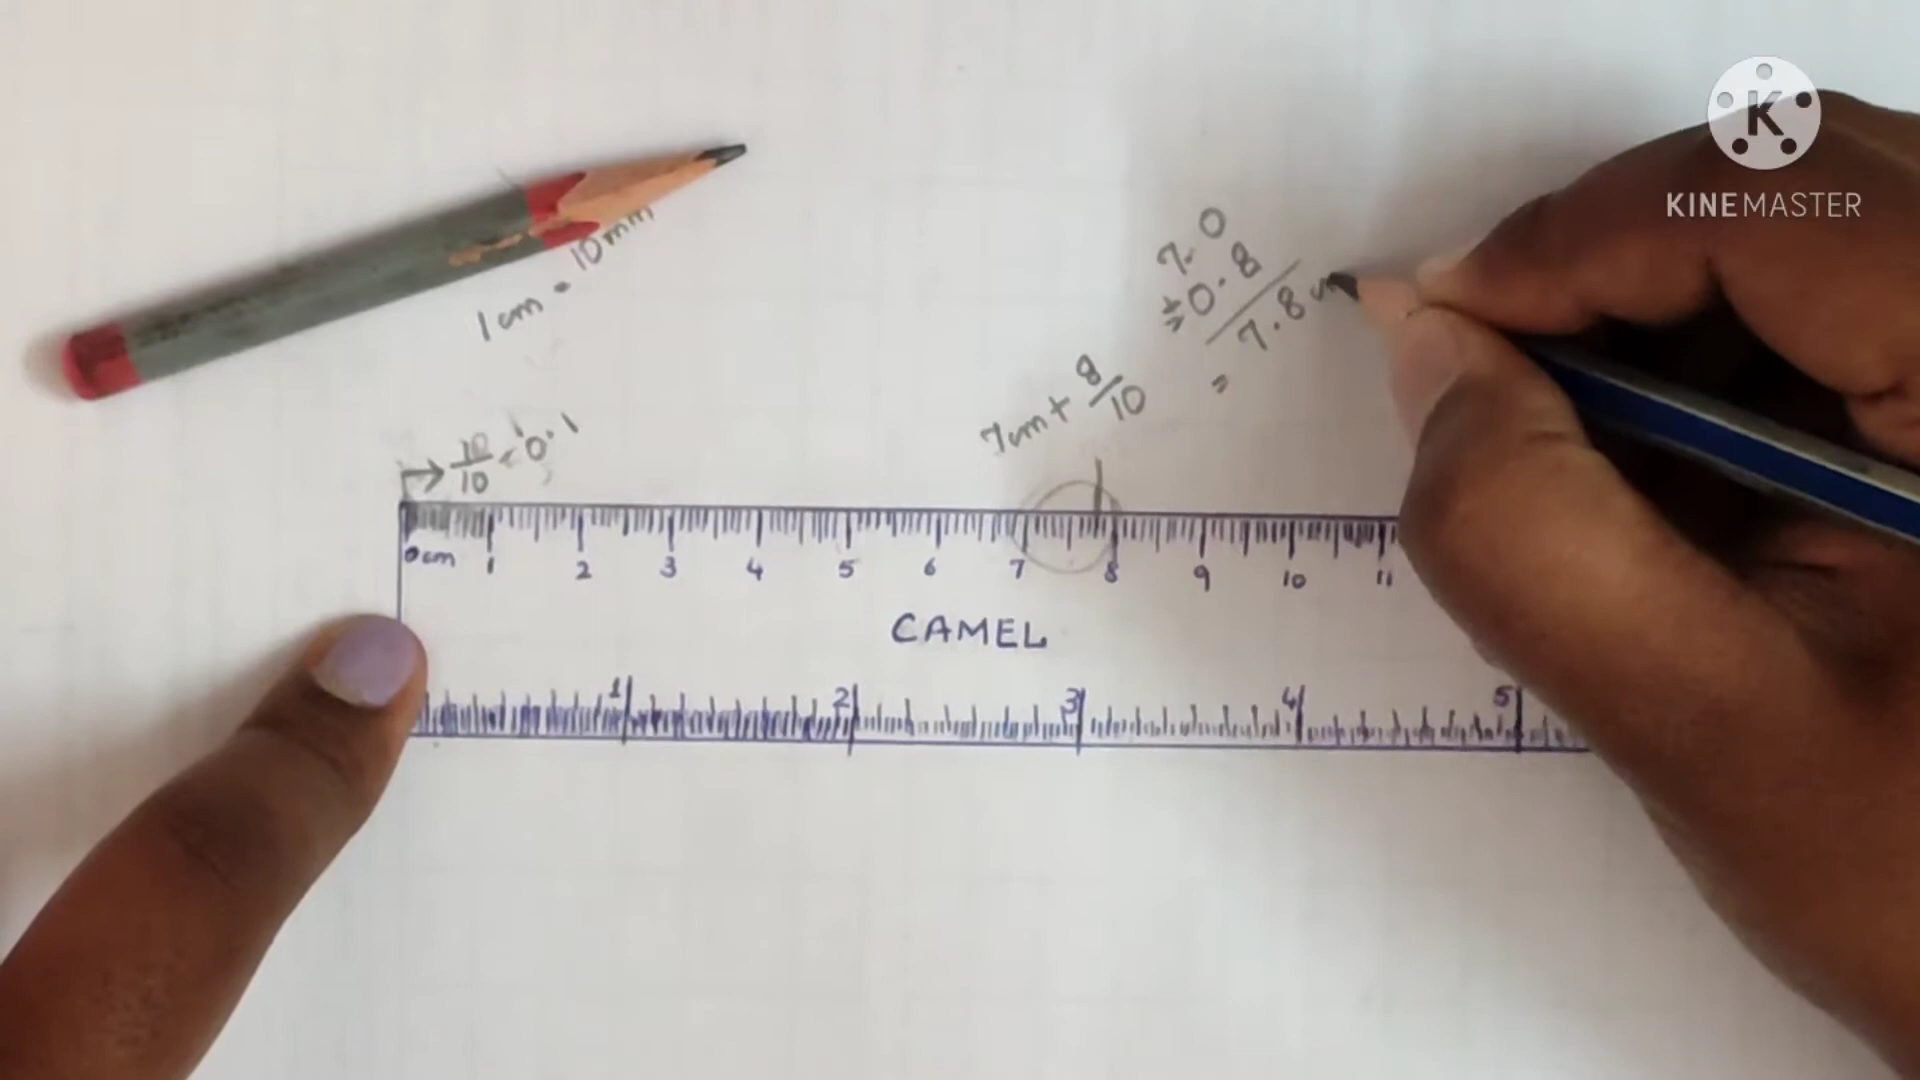 KINEMASTER
1cm = 10mm
7.0
+0.8
= 7.8 cm
7cm + 8/10
10/10 = 0.1
0cm 1 2 3 4 5 6 7 8 9 10 11
CAMEL
1 2 3 4 5